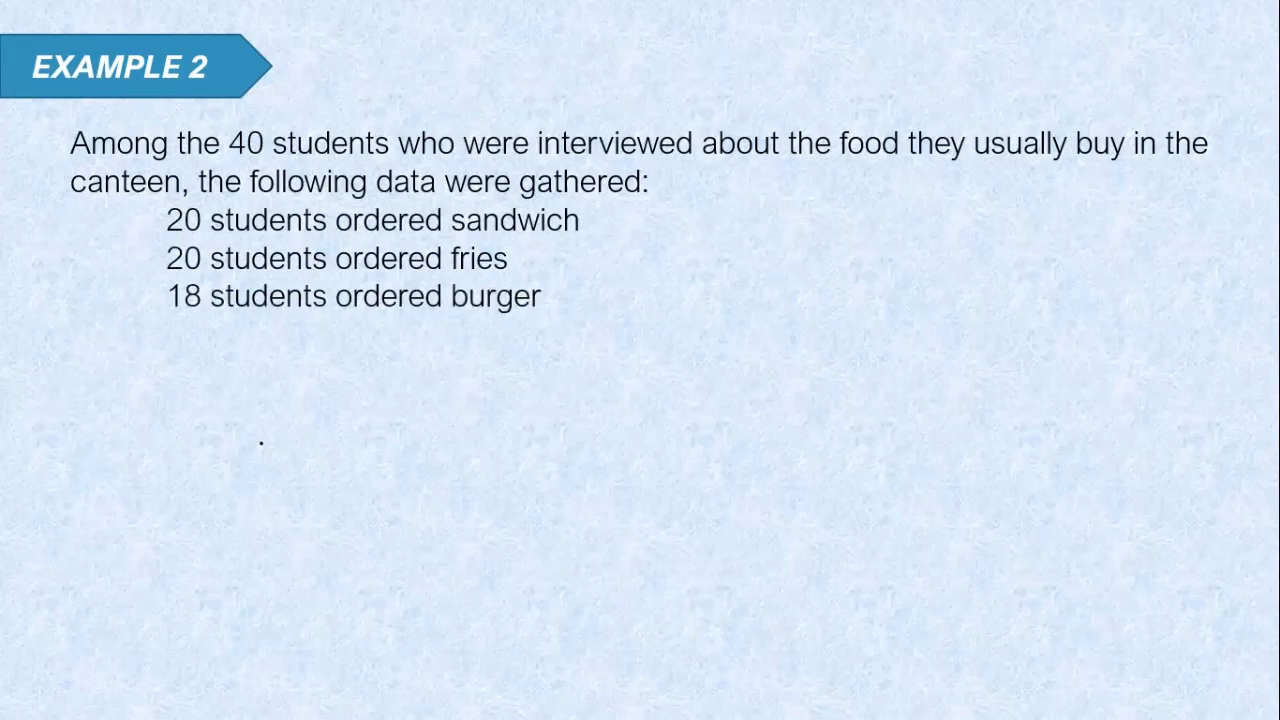 EXAMPLE 2
Among the 40 students who were interviewed about the food they usually buy in the
canteen, the following data were gathered:
20 students ordered sandwich
20 students ordered fries
18 students ordered burger